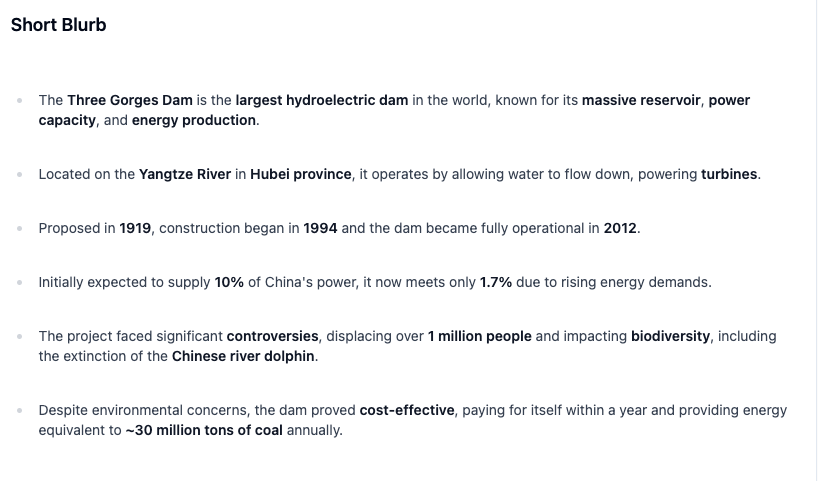 Short Blurb
The Three Gorges Dam is the largest hydroelectric dam in the world, known for its massive reservoir, power
capacity, and energy production.
Located on the Yangtze River in Hubei province, it operates by allowing water to flow down, powering turbines.
Proposed in 1919, construction began in 1994 and the dam became fully operational in 2012.
Initially expected to supply 10% of China's power, it now meets only 1.7% due to rising energy demands.
The project faced significant controversies, displacing over 1 million people and impacting biodiversity, including
the extinction of the Chinese river dolphin.
Despite environmental concerns, the dam proved cost-effective, paying for itself within a year and providing energy
equivalent to ~30 million tons of coal annually.